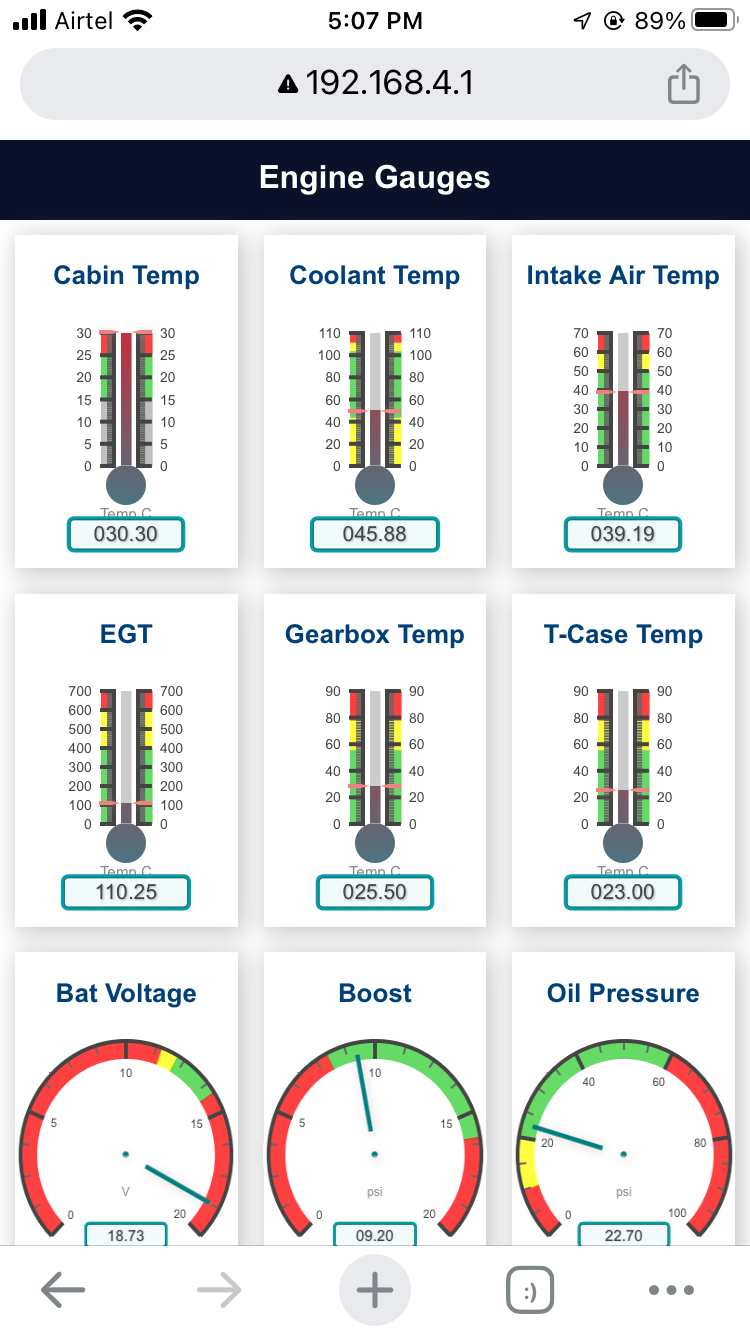 Airtel 5:07 PM 89%
192.168.4.1
Engine Gauges
Cabin Temp Coolant Temp Intake Air Temp
30 30 110 110 70 70
25 25 100 100 60 60
20 20 80 80 50 50
15 15 60 60 40 40
10 10 40 40 30 30
5 5 20 20 20 20
0 0 0 0 10 10
0 0
Temp C Temp C Temp C
030.30 045.88 039.19
EGT Gearbox Temp T-Case Temp
700 700 90 90 90 90
600 600 80 80 80 80
500 500 60 60 60 60
400 400 40 40 40 40
300 300 20 20 20 20
200 200 0 0 0 0
100 100
0 0
Temp C Temp C Temp C
110.25 025.50 023.00
Bat Voltage Boost Oil Pressure
10 10 40 60
5 15 5 15 20 80
V psi psi
0 20 0 20 0 100
18.73 09.20 22.70
:)